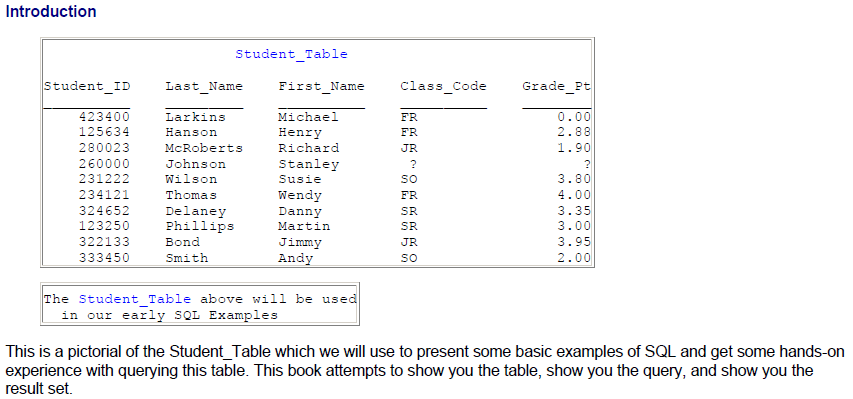 Introduction
Student_Table
Student_ID Last_Name First_Name Class_Code Grade_Pt
423400 Larkins Michael FR 0.00
125634 Hanson Henry FR 2.88
280023 McRoberts Richard JR 1.90
260000 Johnson Stanley ? ?
231222 Wilson Susie SO 3.80
234121 Thomas Wendy FR 4.00
324652 Delaney Danny SR 3.35
123250 Phillips Martin SR 3.00
322133 Bond Jimmy JR 3.95
333450 Smith Andy SO 2.00
The Student_Table above will be used
in our early SQL Examples
This is a pictorial of the Student_Table which we will use to present some basic examples of SQL and get some hands-on
experience with querying this table. This book attempts to show you the table, show you the query, and show you the
result set.